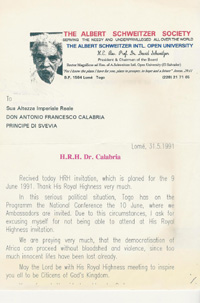 THE ALBERT SCHWEITZER SOCIETY
SERVING THE NEEDY AND UNDERPRIVILEGED ALL OVER THE WORLD
THE ALBERT SCHWEITZER INTL. OPEN UNIVERSITY
H.E. Rev. Prof. Dr. David
President & Chairman of the Board
To
Sua Altezza Imperiale Reale
DON ANTONIO FRANCESCO CALABRIA
PRINCIPE DI SVEVIA
Lomé, 31.5.1991
H.R.H. Dr. Calabria
Recived today HRH invitation, which is planned for the 9
June 1991. Thank His Royal Highness very much.
In this serious political situation, Togo has on the
Programm the National Conference the 10 June, where we
Ambassadors are invited. Due to this circumstances, I ask for
excusing myself for not being able to attend at His Royal
Highness invitation.
We are praying very much, that the democratisation of
Africa can proceed without bloodshed and violence, since too
much innocent lifes have been lost already.
May the Lord be with His Royal Highness meeting to inspire
you all to be Citicens of God's Kingdom.